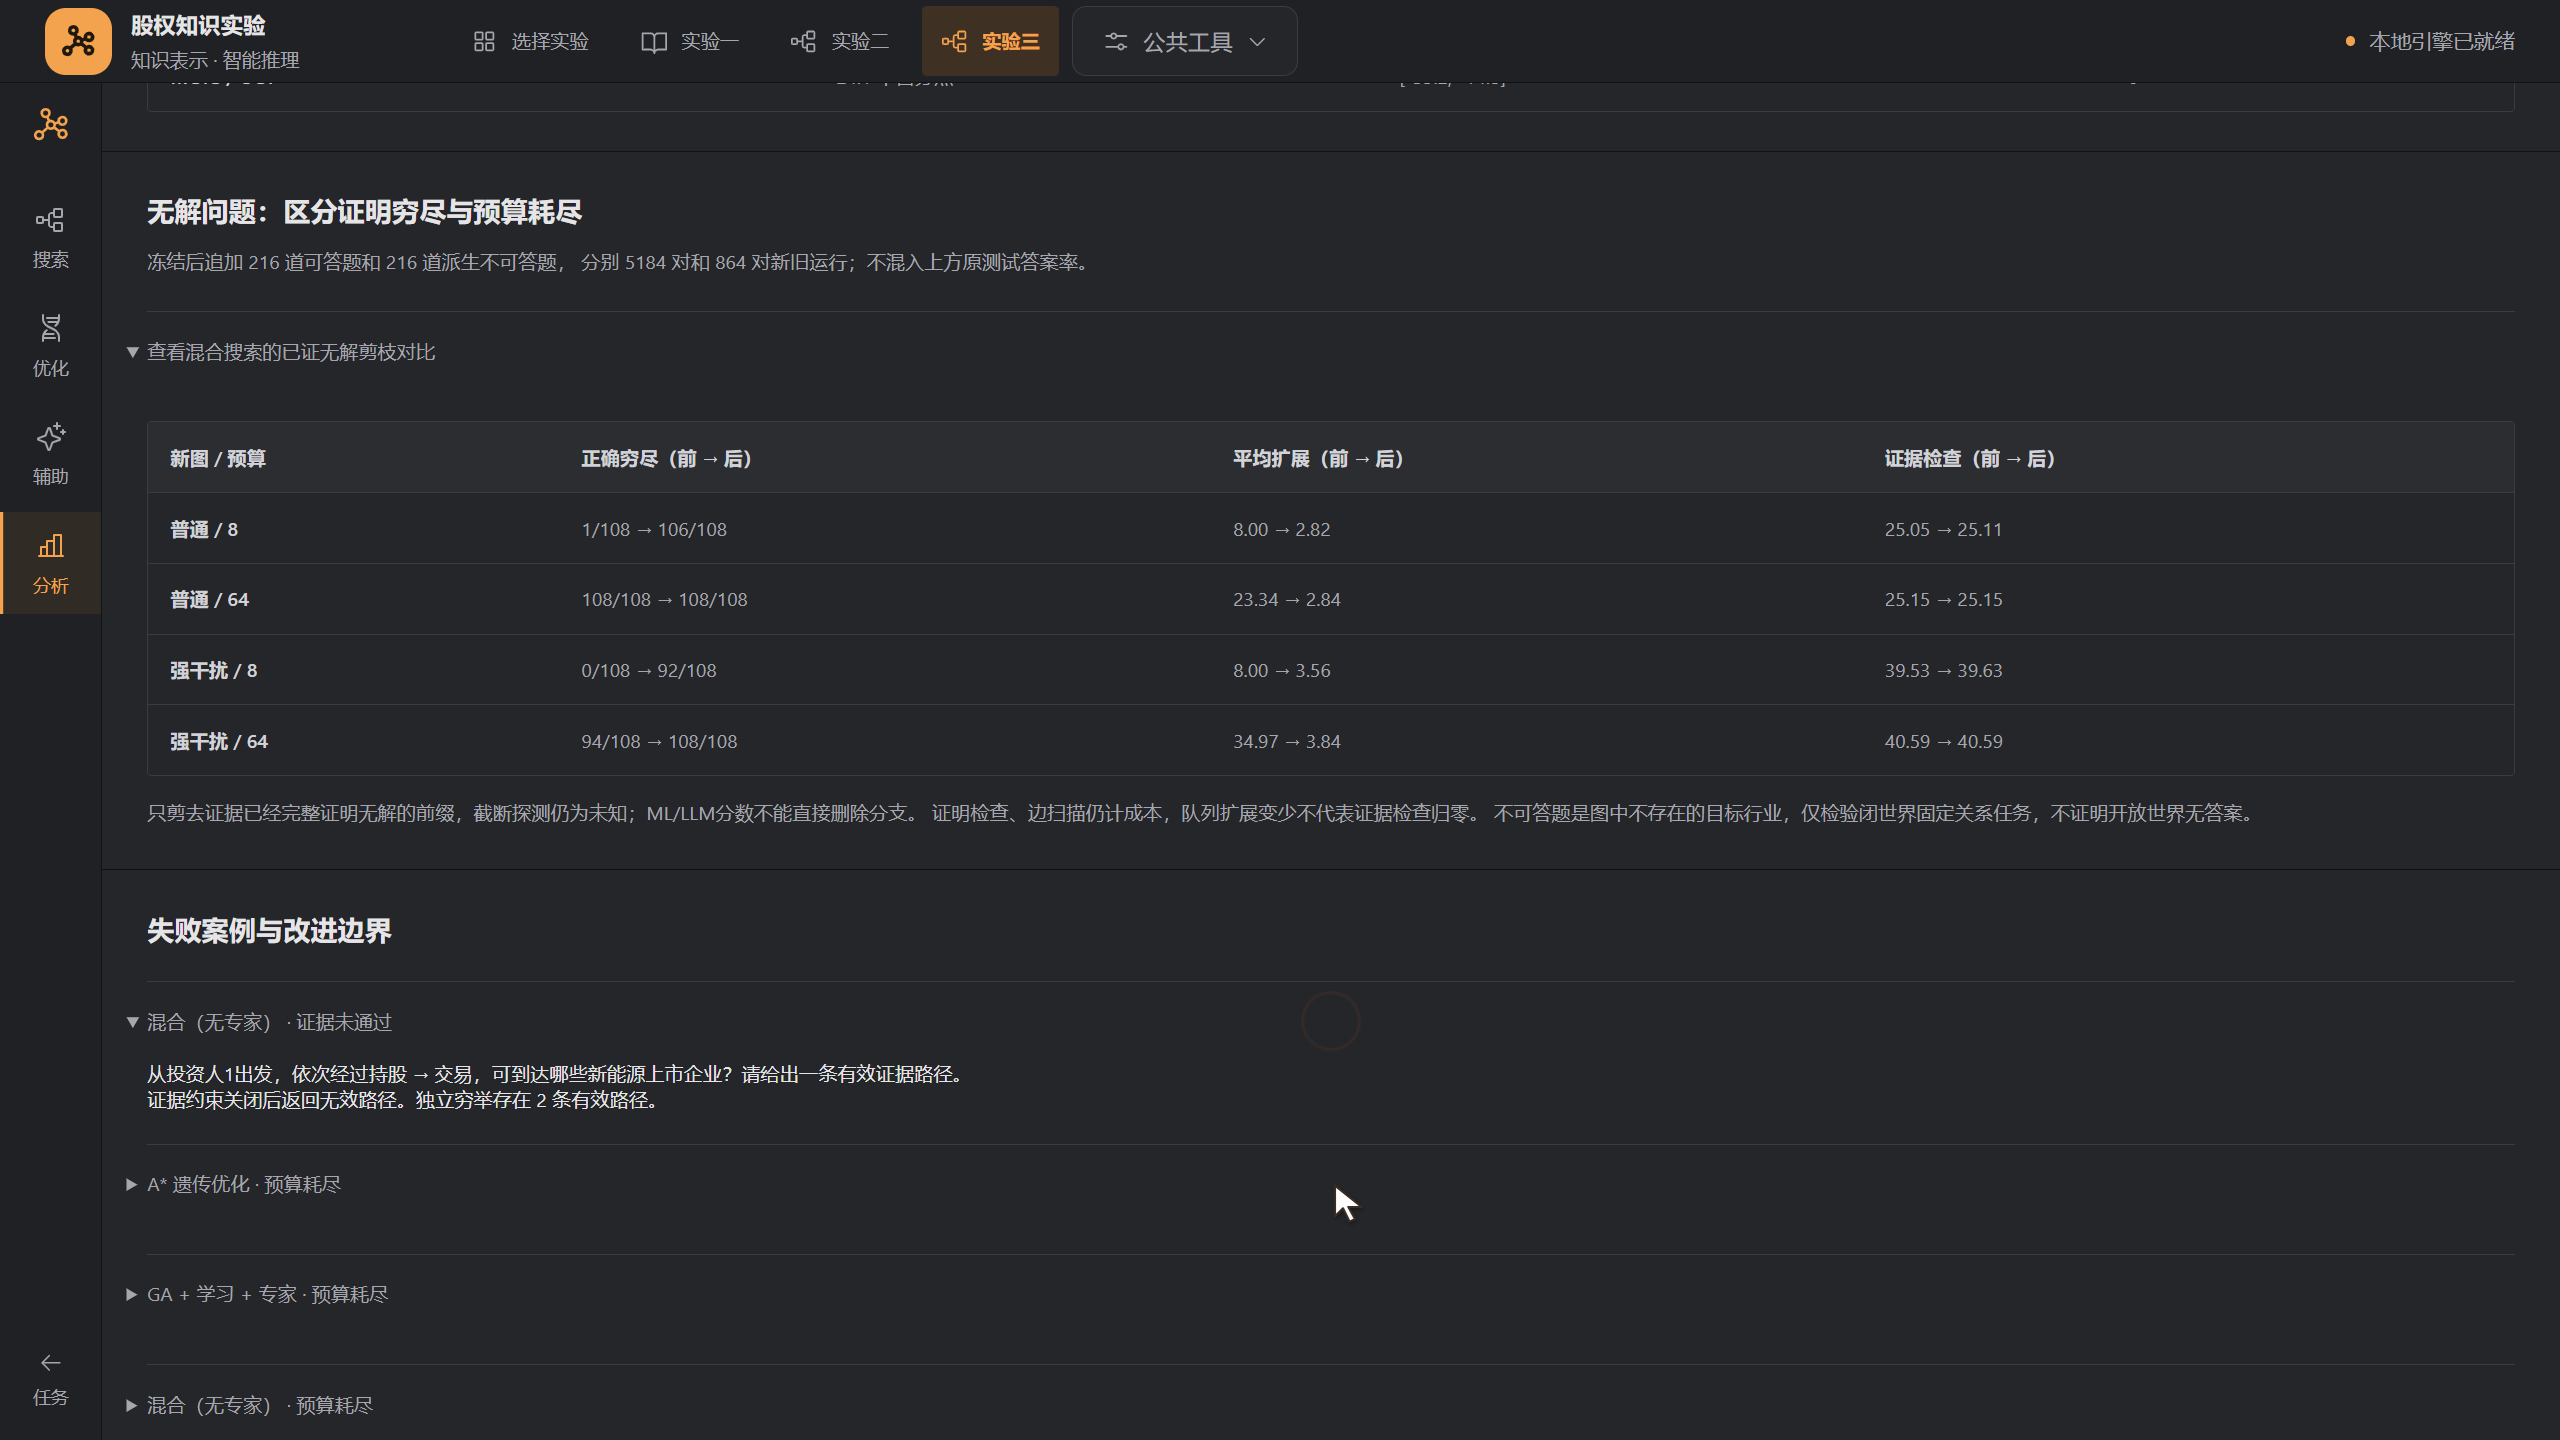 股权知识实验
知识表示 · 智能推理
选择实验
实验一
实验二
实验三
公共工具
本地引擎已就绪
搜索
优化
辅助
分析
任务
无解问题：区分证明穷尽与预算耗尽
冻结后追加 216 道可答题和 216 道派生不可答题， 分别 5184 对和 864 对新旧运行；不混入上方原测试答案率。
查看混合搜索的已证无解剪枝对比
新图 / 预算 正确穷尽（前 → 后） 平均扩展（前 → 后） 证据检查（前 → 后）
普通 / 8 1/108 → 106/108 8.00 → 2.82 25.05 → 25.11
普通 / 64 108/108 → 108/108 23.34 → 2.84 25.15 → 25.15
强干扰 / 8 0/108 → 92/108 8.00 → 3.56 39.53 → 39.63
强干扰 / 64 94/108 → 108/108 34.97 → 3.84 40.59 → 40.59
只剪去证据已经完整证明无解的前缀，截断探测仍为未知；ML/LLM分数不能直接删除分支。 证明检查、边扫描仍计成本，队列扩展变少不代表证据检查归零。 不可答题是图中不存在的目标行业，仅检验闭世界固定关系任务，不证明开放世界无答案。
失败案例与改进边界
混合（无专家） · 证据未通过
从投资人1出发，依次经过持股 → 交易，可到达哪些新能源上市企业？请给出一条有效证据路径。
证据约束关闭后返回无效路径。独立穷举存在 2 条有效路径。
A* 遗传优化 · 预算耗尽
GA + 学习 + 专家 · 预算耗尽
混合（无专家） · 预算耗尽